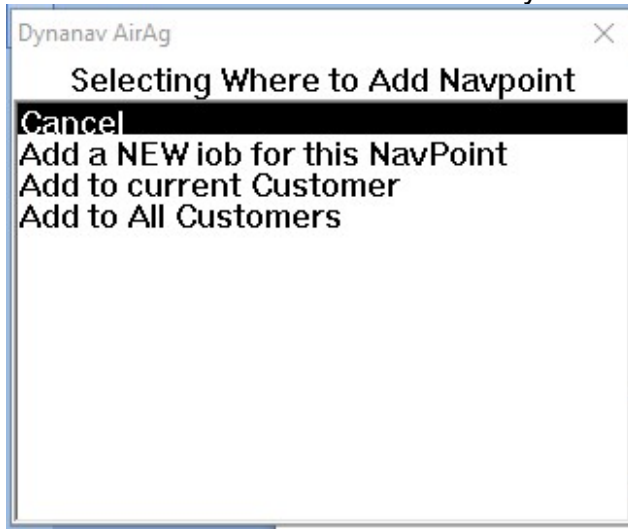 Dynanav AirAg
Selecting Where to Add Navpoint
Cancel
Add a NEW job for this NavPoint
Add to current Customer
Add to All Customers